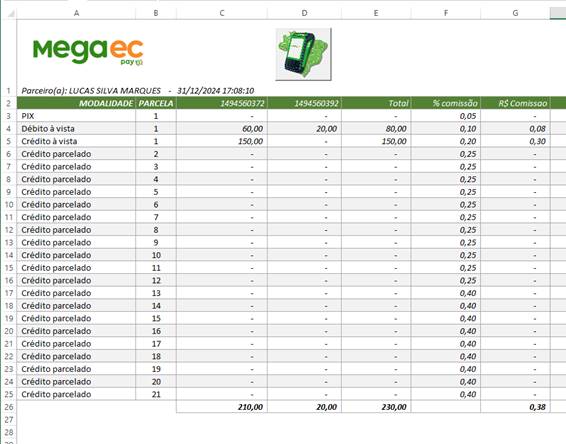 A B C D E F G
Megaec
pay
1 Parceiro(a): LUCAS SILVA MARQUES - 31/12/2024 17:08:10
2 MODALIDADE PARCELA 1494560372 1494560392 Total % comissão R$ Comissao
3 PIX 1 - - - 0,05 -
4 Débito à vista 1 60,00 20,00 80,00 0,10 0,08
5 Crédito à vista 1 150,00 - 150,00 0,20 0,30
6 Crédito parcelado 2 - - - 0,25 -
7 Crédito parcelado 3 - - - 0,25 -
8 Crédito parcelado 4 - - - 0,25 -
9 Crédito parcelado 5 - - - 0,25 -
10 Crédito parcelado 6 - - - 0,25 -
11 Crédito parcelado 7 - - - 0,25 -
12 Crédito parcelado 8 - - - 0,25 -
13 Crédito parcelado 9 - - - 0,25 -
14 Crédito parcelado 10 - - - 0,25 -
15 Crédito parcelado 11 - - - 0,25 -
16 Crédito parcelado 12 - - - 0,25 -
17 Crédito parcelado 13 - - - 0,40 -
18 Crédito parcelado 14 - - - 0,40 -
19 Crédito parcelado 15 - - - 0,40 -
20 Crédito parcelado 16 - - - 0,40 -
21 Crédito parcelado 17 - - - 0,40 -
22 Crédito parcelado 18 - - - 0,40 -
23 Crédito parcelado 19 - - - 0,40 -
24 Crédito parcelado 20 - - - 0,40 -
25 Crédito parcelado 21 - - - 0,40 -
26 210,00 20,00 230,00 0,38
27
28